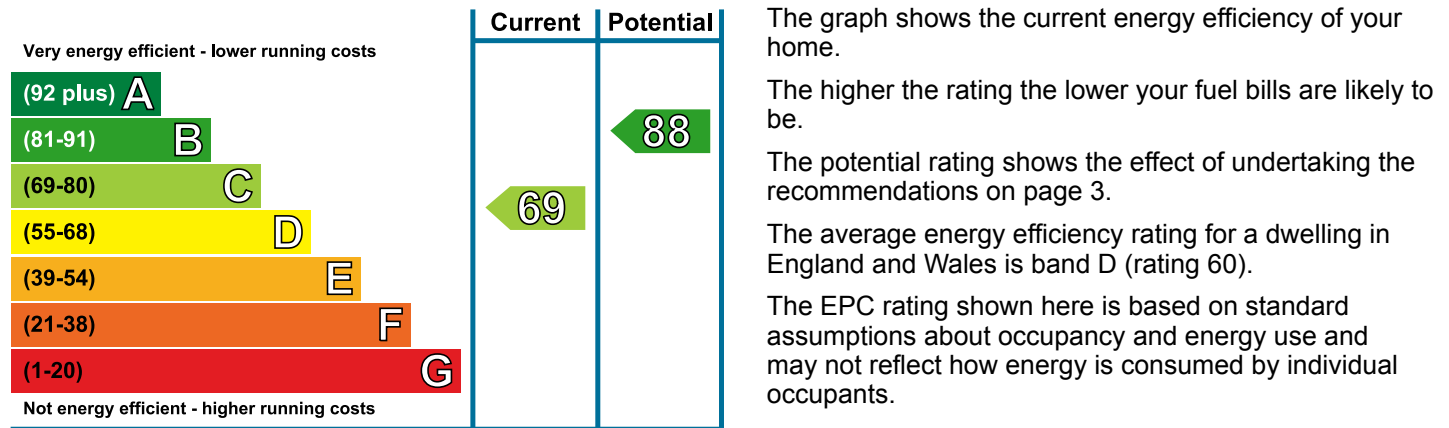 Current Potential
Very energy efficient - lower running costs
(92 plus) A
(81-91) B
88
(69-80) C
69
(55-68) D
(39-54) E
(21-38) F
(1-20) G
Not energy efficient - higher running costs
The graph shows the current energy efficiency of your
home.
The higher the rating the lower your fuel bills are likely to
be.
The potential rating shows the effect of undertaking the
recommendations on page 3.
The average energy efficiency rating for a dwelling in
England and Wales is band D (rating 60).
The EPC rating shown here is based on standard
assumptions about occupancy and energy use and
may not reflect how energy is consumed by individual
occupants.